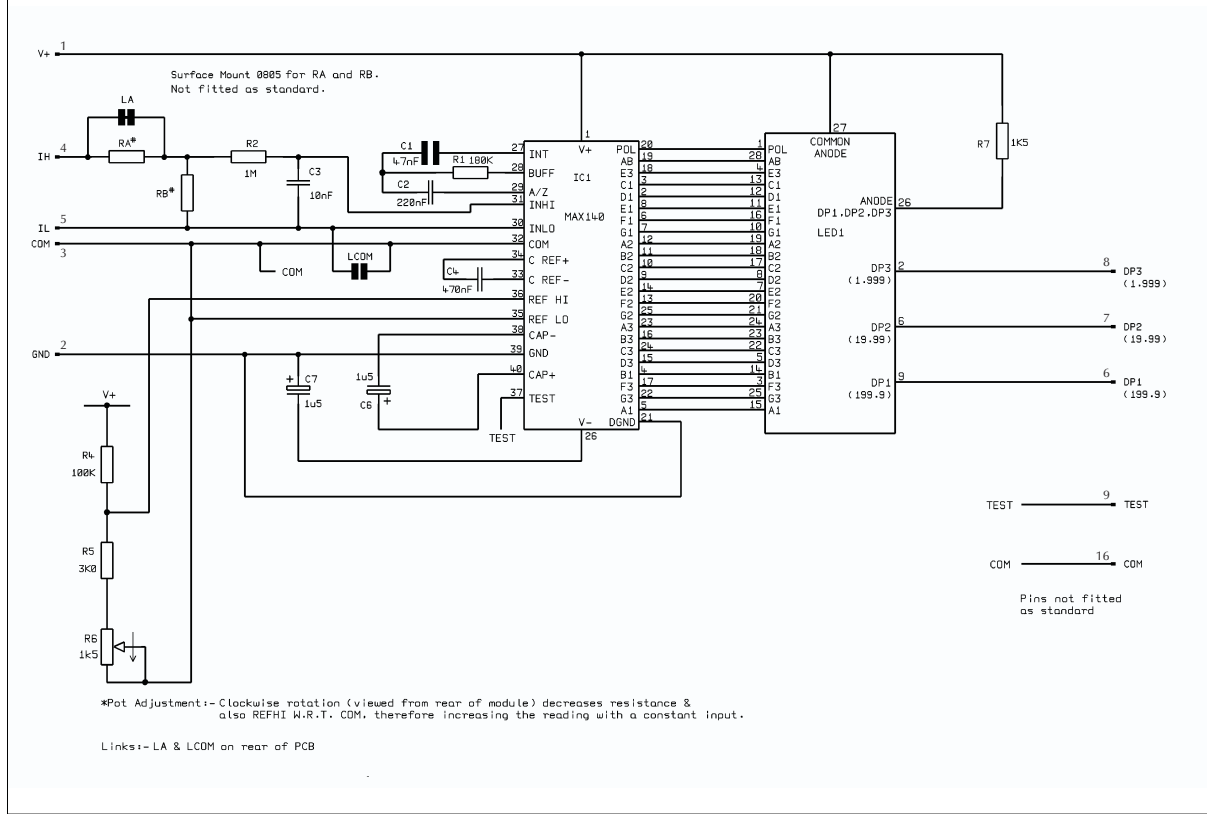 V+ 1
Surface Mount 0805 for RA and RB.
Not fitted as standard.
LA
RA*
IH 4
RB*
R2
1M
C3
10nF
IL 5
COM 3
COM
LCOM
C1
47nF
R1 180K
C2
220nF
C4
470nF
GND 2
C7
1u5
+
1u5
C6
+
TEST
V+
R4
100K
R5
3K0
R6
1k5
1
V+
IC1
MAX140
27 INT
28 BUFF
29 A/Z
31 INHI
30 INLO
32 COM
34 C REF+
33 C REF-
36 REF HI
35 REF LO
38 CAP-
39 GND
40 CAP+
37 TEST
V-
26
POL 20 1 POL
AB 19 28 AB
E3 18 4 E3
C1 3 13 C1
D1 2 12 D1
E1 8 11 E1
F1 6 16 F1
G1 7 10 G1
A2 12 19 A2
B2 11 18 B2
C2 10 17 C2
D2 9 8 D2
E2 14 7 E2
F2 13 20 F2
G2 25 21 G2
A3 23 24 A3
B3 16 23 B3
C3 24 22 C3
D3 15 5 D3
B1 4 14 B1
F3 17 3 F3
G3 22 25 G3
A1 5 15 A1
DGND 21
27
COMMON
ANODE
ANODE 26
DP1,DP2,DP3
LED1
R7 1K5
DP3 2
(1.999)
DP2 6
(19.99)
DP1 9
(199.9)
8 DP3
(1.999)
7 DP2
(19.99)
6 DP1
(199.9)
TEST 9 TEST
COM 16 COM
Pins not fitted
as standard
*Pot Adjustment:- Clockwise rotation (viewed from rear of module) decreases resistance &
also REFHI W.R.T. COM, therefore increasing the reading with a constant input.
Links:- LA & LCOM on rear of PCB